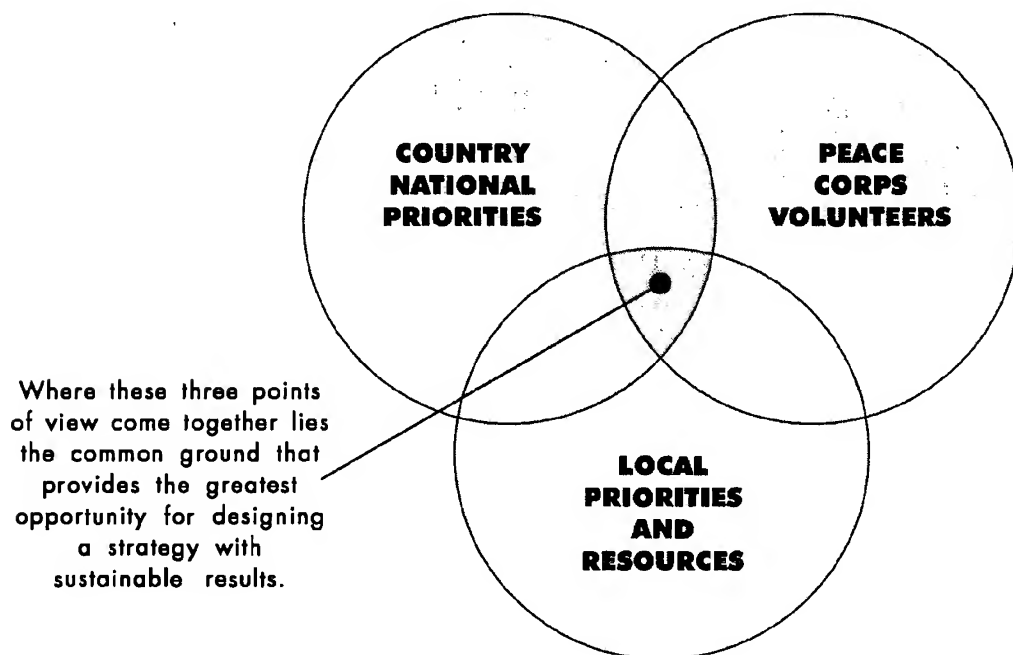 COUNTRY
NATIONAL
PRIORITIES
PEACE
CORPS
VOLUNTEERS
Where these three points
of view come together lies
the common ground that
provides the greatest
opportunity for designing
a strategy with
sustainable results.
LOCAL
PRIORITIES
AND
RESOURCES